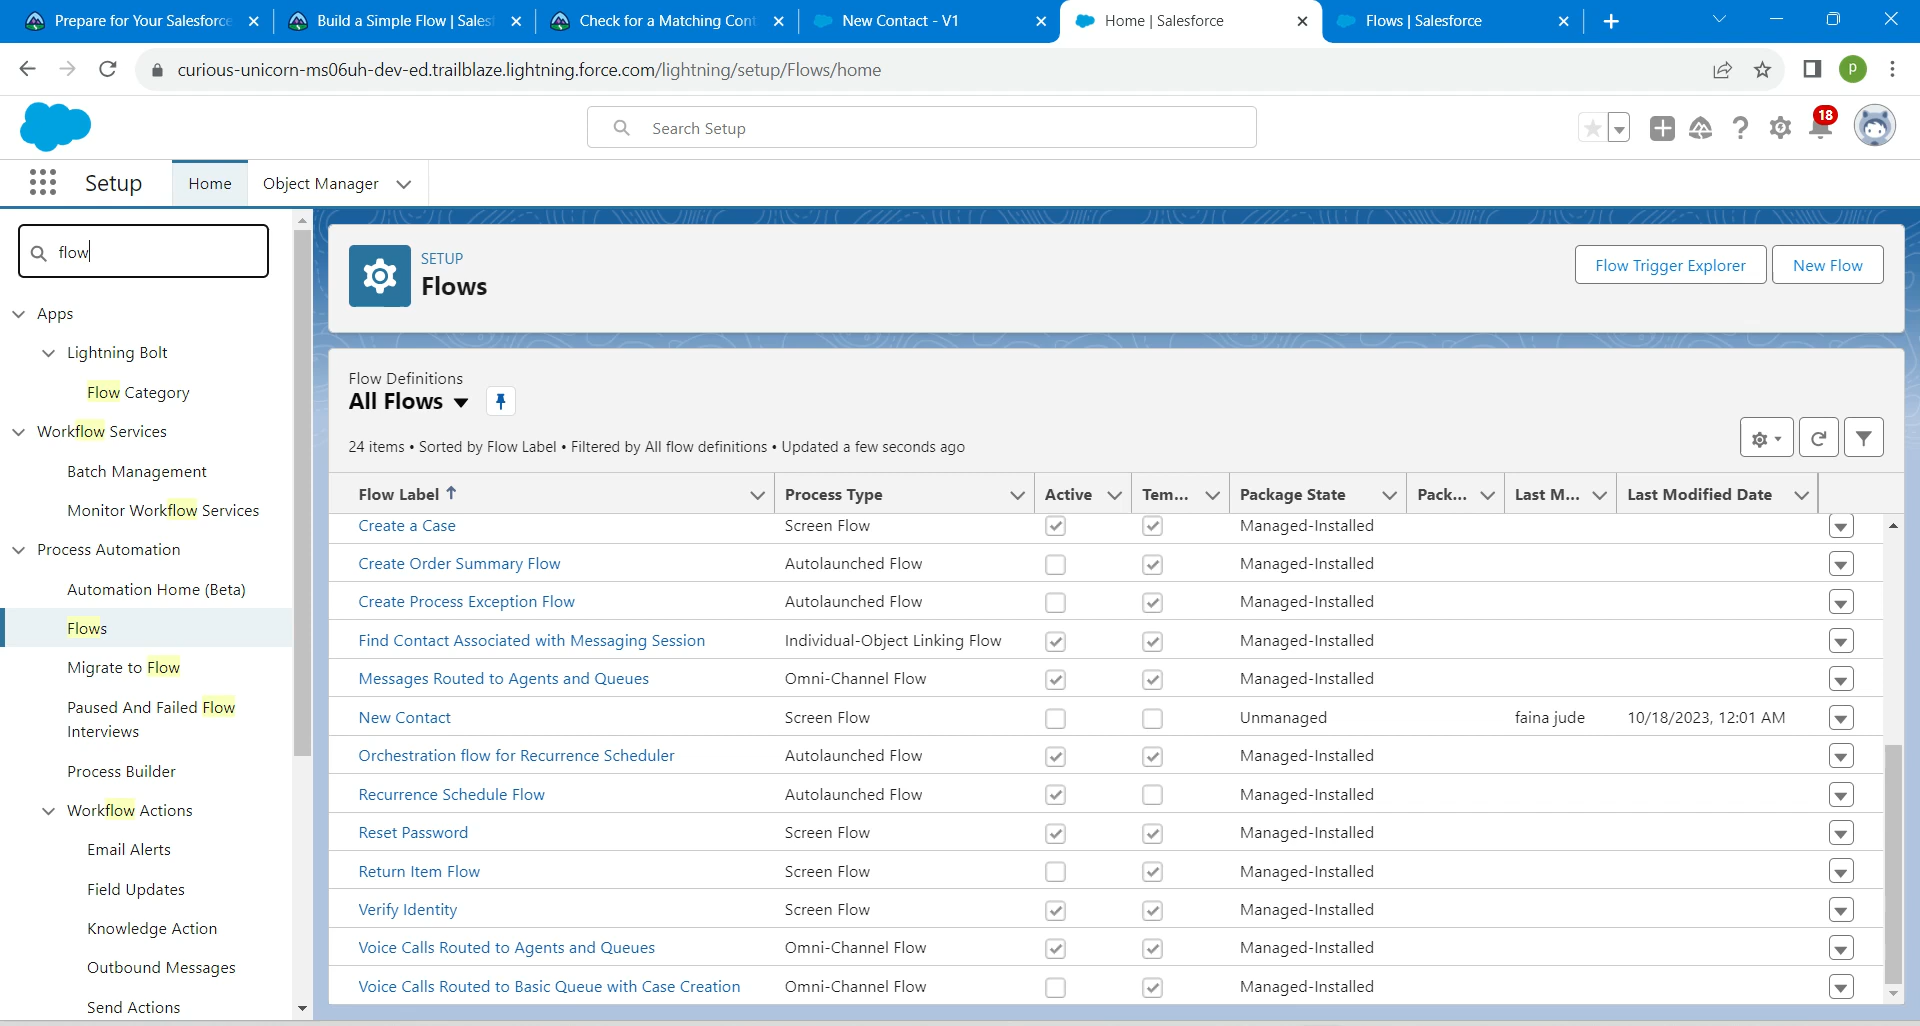 Prepare for Your Salesforce
Build a Simple Flow | Sales
Check for a Matching Cont
New Contact - V1
Home | Salesforce
Flows | Salesforce
curious-unicorn-ms06uh-dev-ed.trailblaze.lightning.force.com/lightning/setup/Flows/home
P
Search Setup
18
Setup
Home
Object Manager
flow
Apps
Lightning Bolt
Flow Category
Workflow Services
Batch Management
Monitor Workflow Services
Process Automation
Automation Home (Beta)
Flows
Migrate to Flow
Paused And Failed Flow
Interviews
Process Builder
Workflow Actions
Email Alerts
Field Updates
Knowledge Action
Outbound Messages
Send Actions
SETUP
Flows
Flow Trigger Explorer
New Flow
Flow Definitions
All Flows
24 items • Sorted by Flow Label • Filtered by All flow definitions • Updated a few seconds ago
Flow Label Process Type Active Tem... Package State Pack... Last M... Last Modified Date
Create a Case Screen Flow Managed-Installed
Create Order Summary Flow Autolaunched Flow Managed-Installed
Create Process Exception Flow Autolaunched Flow Managed-Installed
Find Contact Associated with Messaging Session Individual-Object Linking Flow Managed-Installed
Messages Routed to Agents and Queues Omni-Channel Flow Managed-Installed
New Contact Screen Flow Unmanaged faina jude 10/18/2023, 12:01 AM
Orchestration flow for Recurrence Scheduler Autolaunched Flow Managed-Installed
Recurrence Schedule Flow Autolaunched Flow Managed-Installed
Reset Password Screen Flow Managed-Installed
Return Item Flow Screen Flow Managed-Installed
Verify Identity Screen Flow Managed-Installed
Voice Calls Routed to Agents and Queues Omni-Channel Flow Managed-Installed
Voice Calls Routed to Basic Queue with Case Creation Omni-Channel Flow Managed-Installed